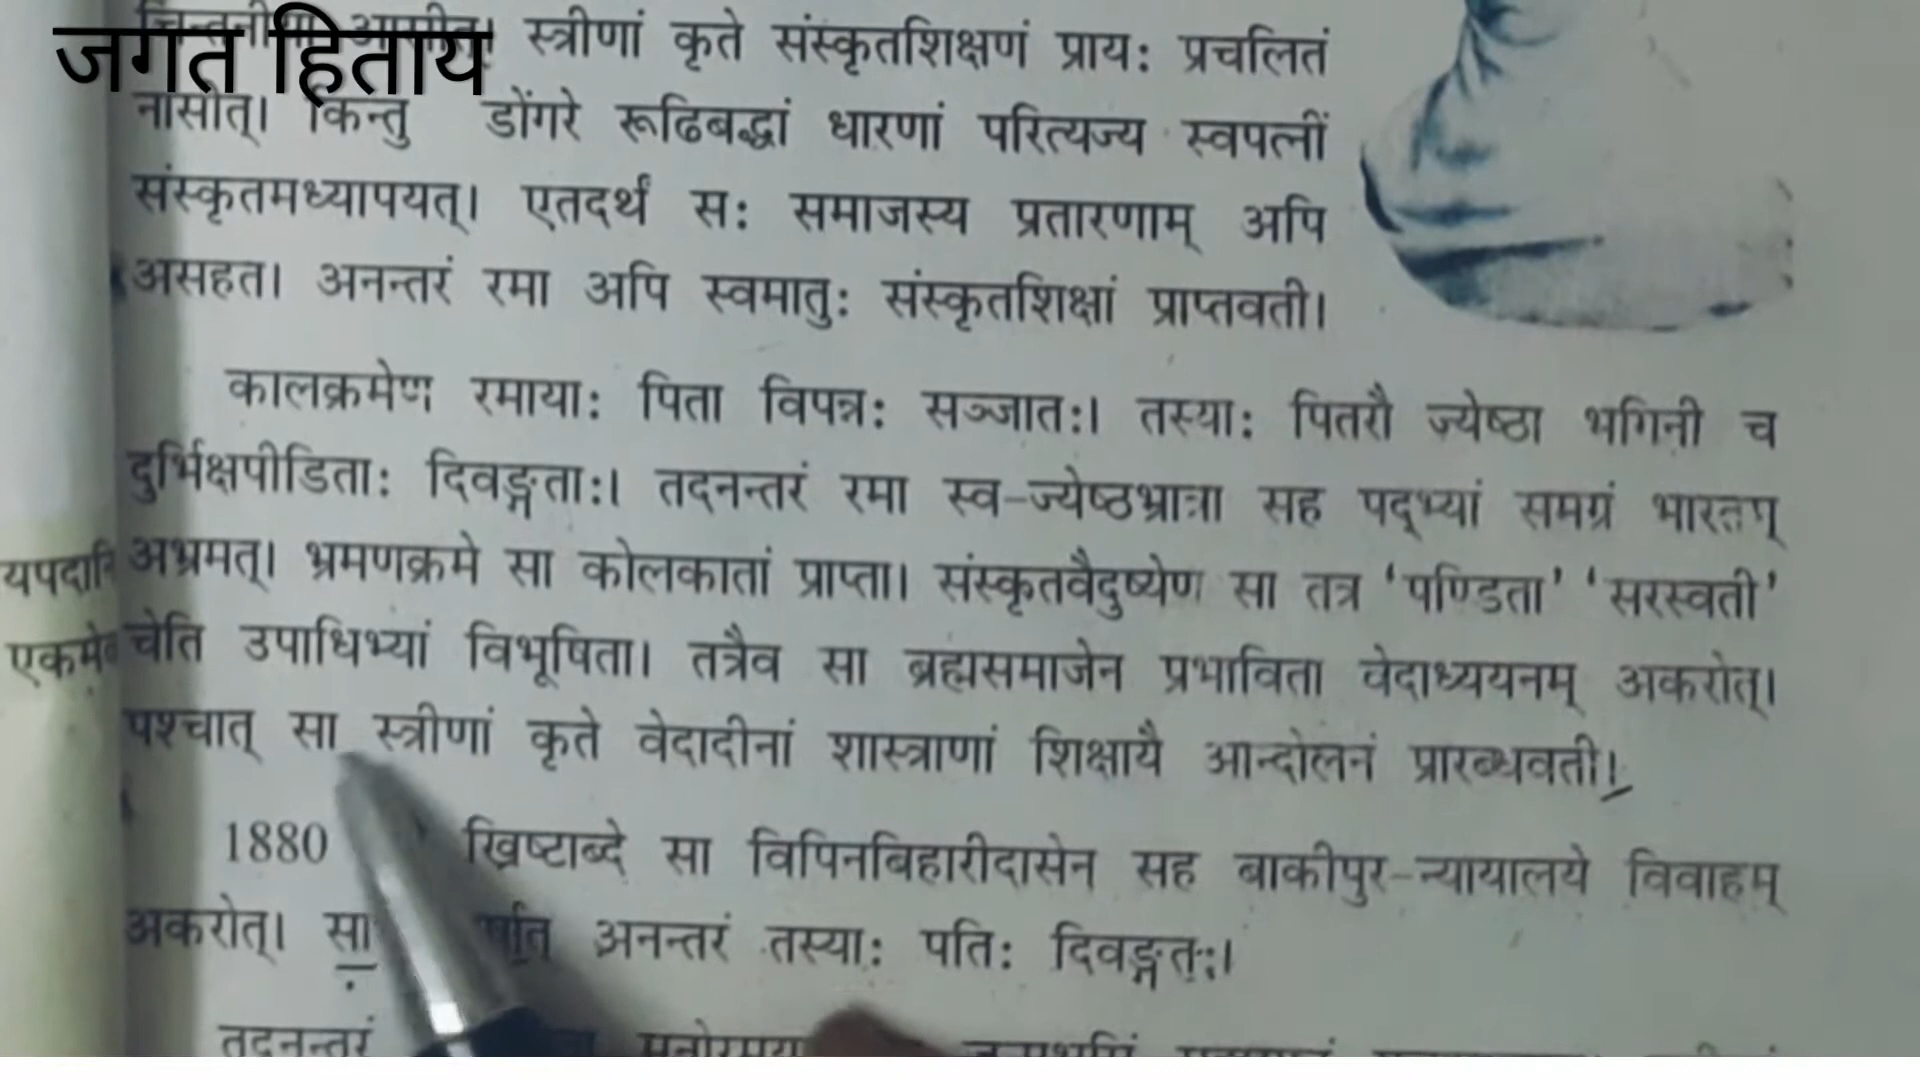 जगत हिताय
स्त्रीणां कृते संस्कृतशिक्षणं प्रायः प्रचलितं
नासीत्। किन्तु डोंगरे रूढिबद्धां धारणां परित्यज्य स्वपत्नीं
संस्कृतमध्यापयत्। एतदर्थं सः समाजस्य प्रतारणाम् अपि
असहत। अनन्तरं रमा अपि स्वमातुः संस्कृतशिक्षां प्राप्तवती।
कालक्रमेण रमायाः पिता विपन्नः सञ्जातः। तस्याः पितरौ ज्येष्ठा भगिनी च
दुर्भिक्षपीडिताः दिवङ्गताः। तदनन्तरं रमा स्व-ज्येष्ठभ्रात्रा सह पद्भ्यां समग्रं भारतम्
अभ्रमत्। भ्रमणक्रमे सा कोलकातां प्राप्ता। संस्कृतवैदुष्येण सा तत्र ‘पण्डिता’ ‘सरस्वती’
चेति उपाधिभ्यां विभूषिता। तत्रैव सा ब्रह्मसमाजेन प्रभाविता वेदाध्ययनम् अकरोत्।
पश्चात् सा स्त्रीणां कृते वेदादीनां शास्त्राणां शिक्षायै आन्दोलनं प्रारब्धवती।
1880 ख्रिष्टाब्दे सा विपिनबिहारीदासेन सह बाकीपुर-न्यायालये विवाहम्
अकरोत्। अनन्तरं तस्याः पतिः दिवङ्गतः।
तदनन्तरं